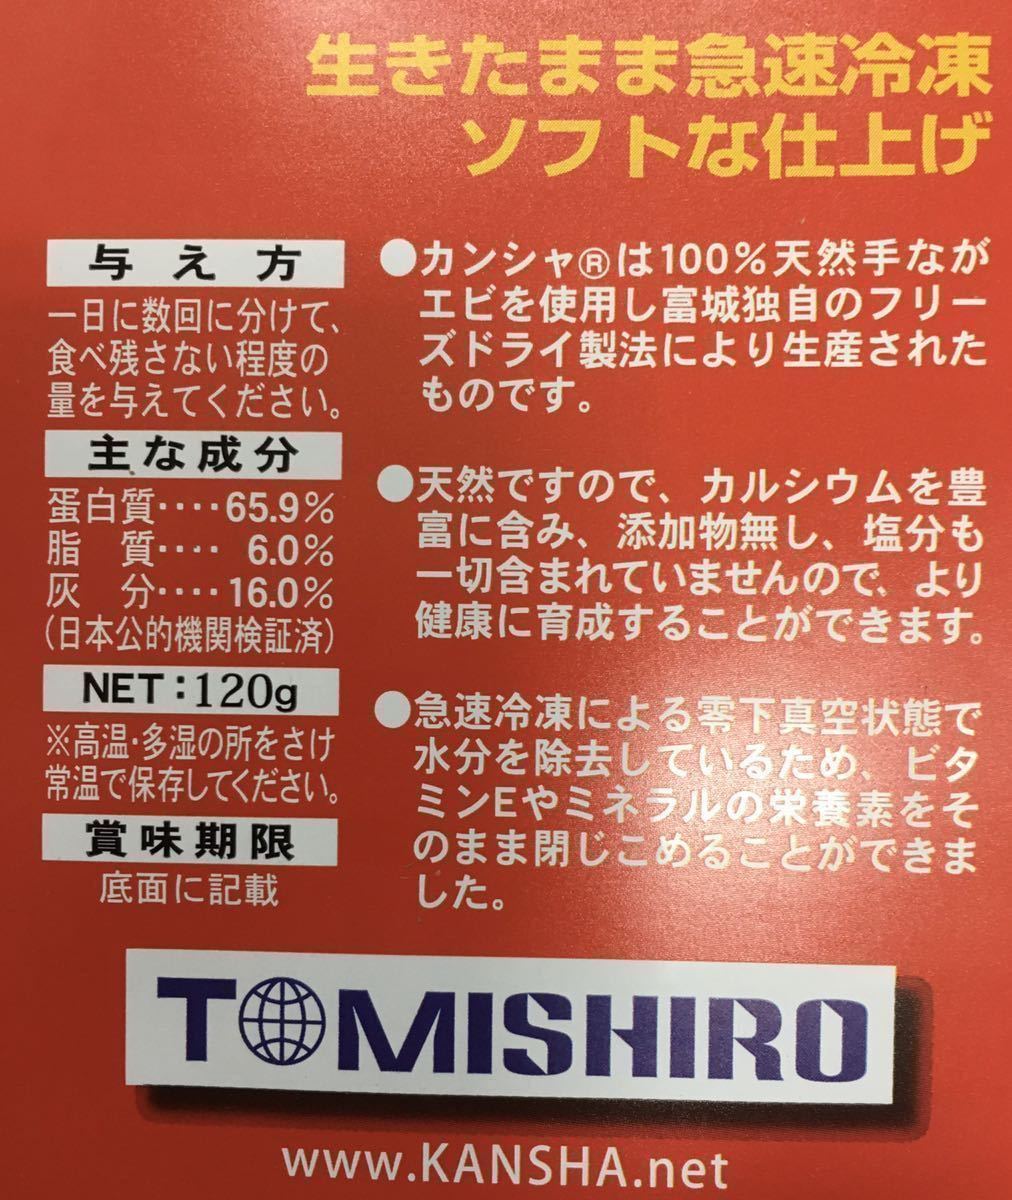 生きたまま急速冷凍
ソフトな仕上げ
与え方
一日に数回に分けて、
食べ残さない程度の
量を与えてください。
主な成分
蛋白質‥‥65.9%
脂　質‥‥ 6.0%
灰　分‥‥16.0%
(日本公的機関検証済)
NET:120g
※高温・多湿の所をさけ
常温で保存してください。
賞味期限
底面に記載
●カンシャ®は100%天然手なが
エビを使用し富城独自のフリー
ズドライ製法により生産された
ものです。
●天然ですので、カルシウムを豊
富に含み、添加物無し、塩分も
一切含まれていませんので、より
健康に育成することができます。
●急速冷凍による零下真空状態で
水分を除去しているため、ビタ
ミンEやミネラルの栄養素をそ
のまま閉じこめることができま
した。
TOMISHIRO
www.KANSHA.net